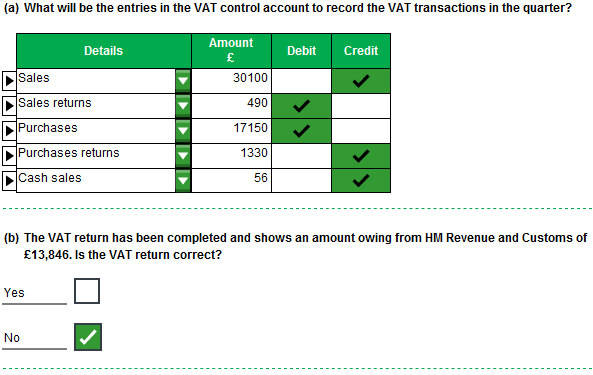 (a) What will be the entries in the VAT control account to record the VAT transactions in the quarter?
Details Amount £ Debit Credit
Sales 30100
Sales returns 490
Purchases 17150
Purchases returns 1330
Cash sales 56
(b) The VAT return has been completed and shows an amount owing from HM Revenue and Customs of
£13,846. Is the VAT return correct?
Yes
No